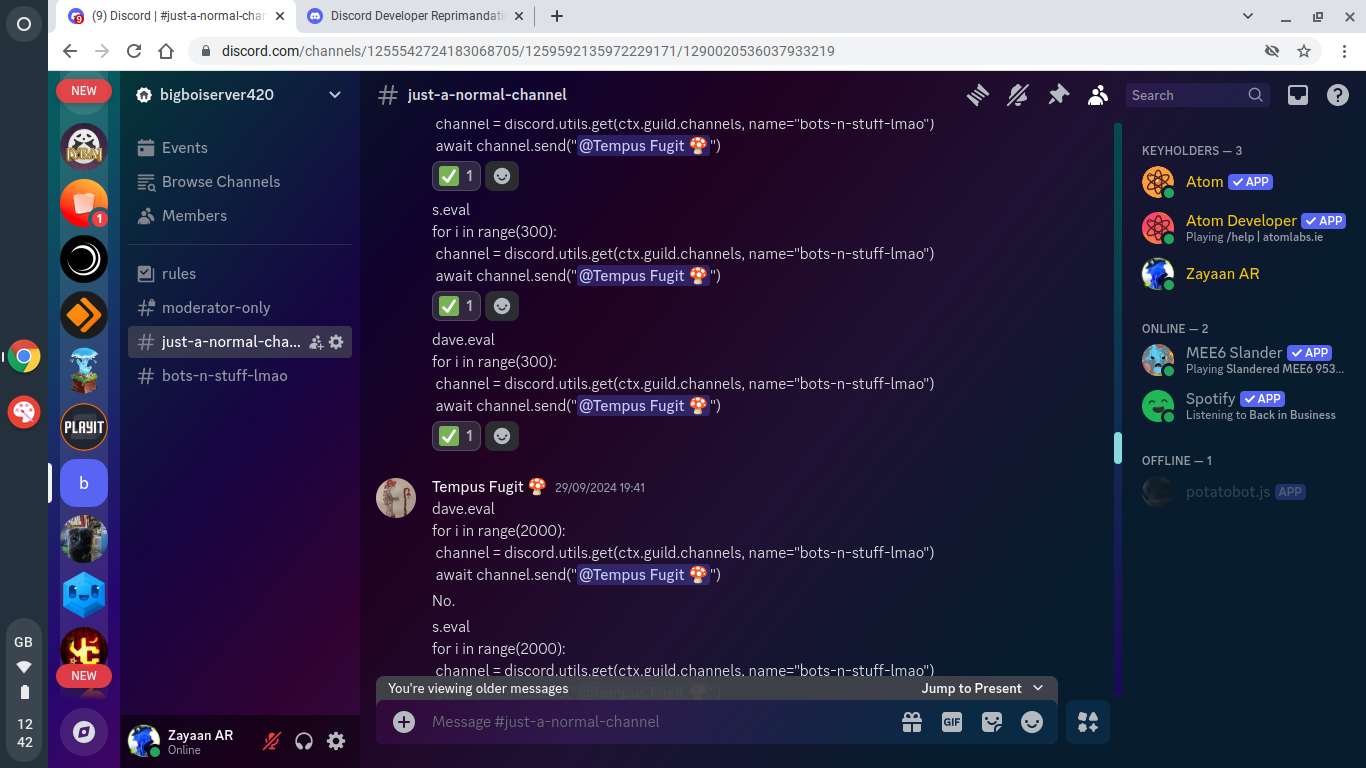 (9) Discord | #just-a-normal-chan
Discord Developer Reprimandati
discord.com/channels/1255542724183068705/1259592135972229171/1290020536037933219
NEW
bigboiserver420
just-a-normal-channel
Search
Events
Browse Channels
Members
rules
moderator-only
just-a-normal-cha...
bots-n-stuff-lmao
channel = discord.utils.get(ctx.guild.channels, name="bots-n-stuff-lmao")
await channel.send("@Tempus Fugit 🍄")
✅ 1
s.eval
for i in range(300):
channel = discord.utils.get(ctx.guild.channels, name="bots-n-stuff-lmao")
await channel.send("@Tempus Fugit 🍄")
✅ 1
dave.eval
for i in range(300):
channel = discord.utils.get(ctx.guild.channels, name="bots-n-stuff-lmao")
await channel.send("@Tempus Fugit 🍄")
✅ 1
Tempus Fugit 🍄 29/09/2024 19:41
dave.eval
for i in range(2000):
channel = discord.utils.get(ctx.guild.channels, name="bots-n-stuff-lmao")
await channel.send("@Tempus Fugit 🍄")
No.
s.eval
for i in range(2000):
channel = discord.utils.get(ctx.guild.channels, name="bots-n-stuff-lmao")
You're viewing older messages
Jump to Present
Message #just-a-normal-channel
GIF
KEYHOLDERS — 3
Atom ✓ APP
Atom Developer ✓ APP
Playing /help | atomlabs.ie
Zayaan AR
ONLINE — 2
MEE6 Slander ✓ APP
Playing Slandered MEE6 953...
Spotify ✓ APP
Listening to Back in Business
OFFLINE — 1
potatobot.js APP
1
PLAYIT
b
NEW
Zayaan AR
Online
GB
12
42